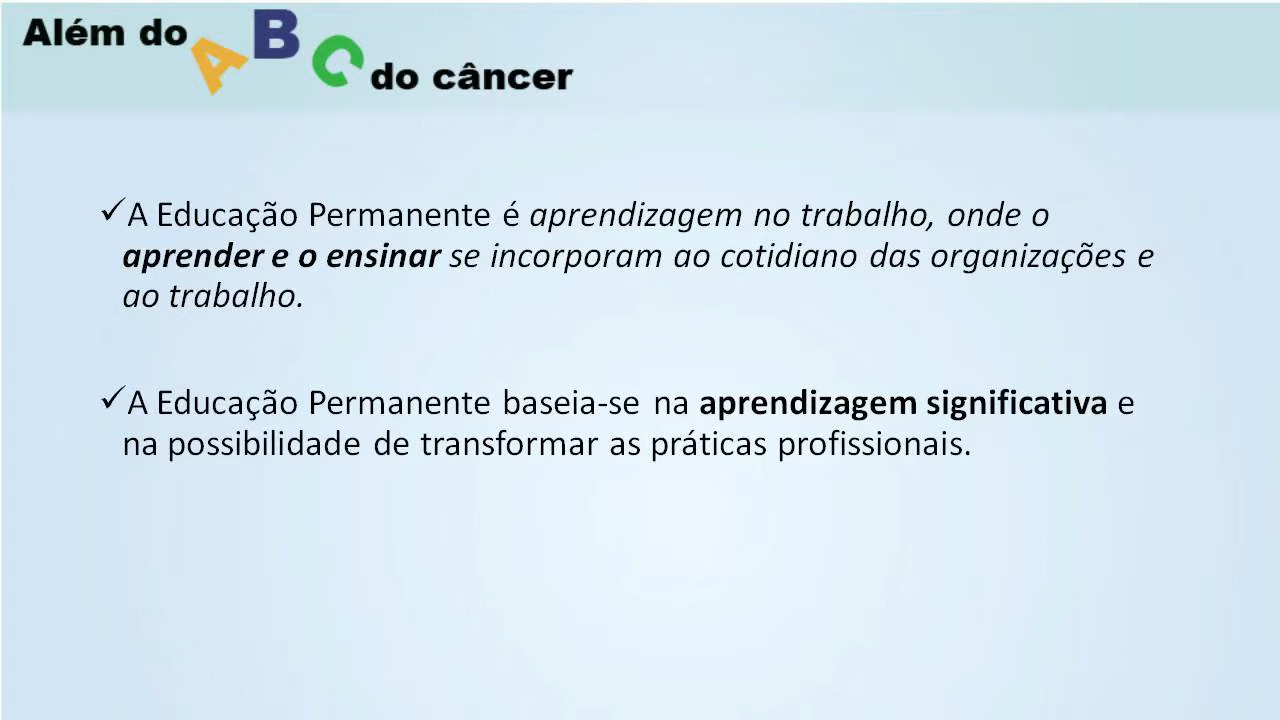 Além do ABC do câncer
✓A Educação Permanente é aprendizagem no trabalho, onde o
aprender e o ensinar se incorporam ao cotidiano das organizações e
ao trabalho.
✓A Educação Permanente baseia-se na aprendizagem significativa e
na possibilidade de transformar as práticas profissionais.